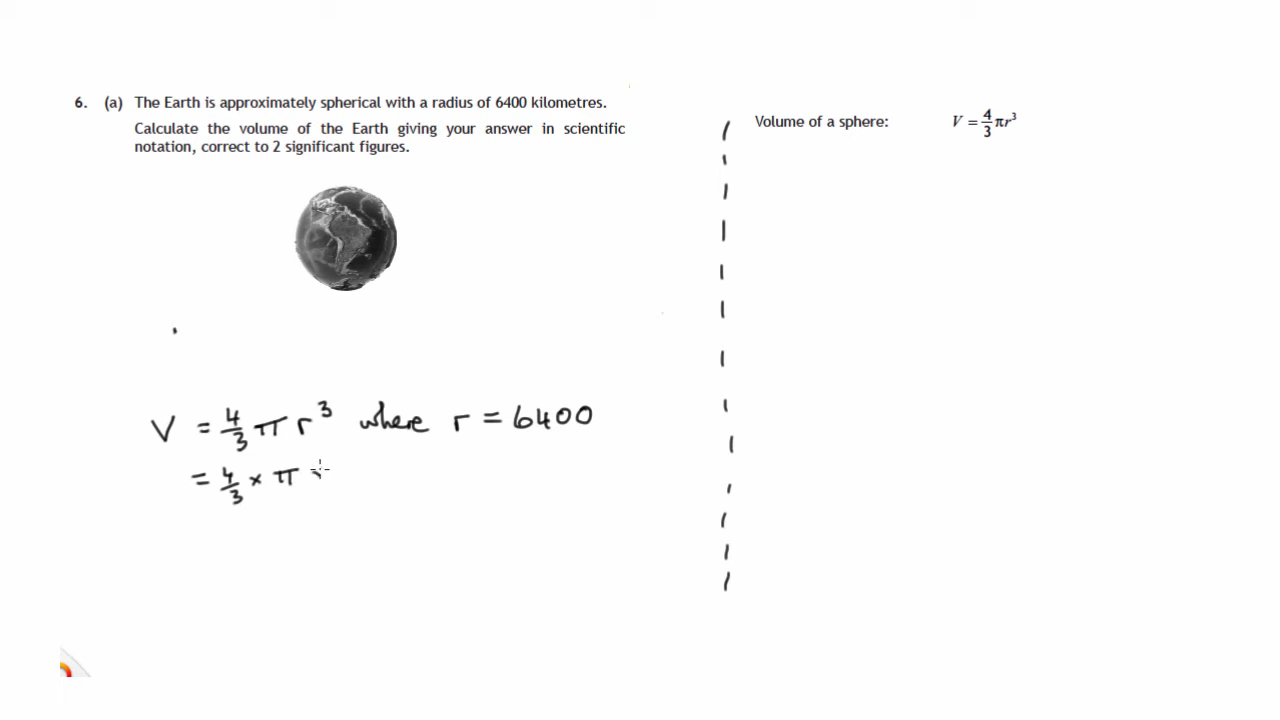 6. (a) The Earth is approximately spherical with a radius of 6400 kilometres.
Calculate the volume of the Earth giving your answer in scientific
notation, correct to 2 significant figures.
Volume of a sphere: V = 4/3 πr³
V = 4/3 π r³ where r = 6400
= 4/3 × π